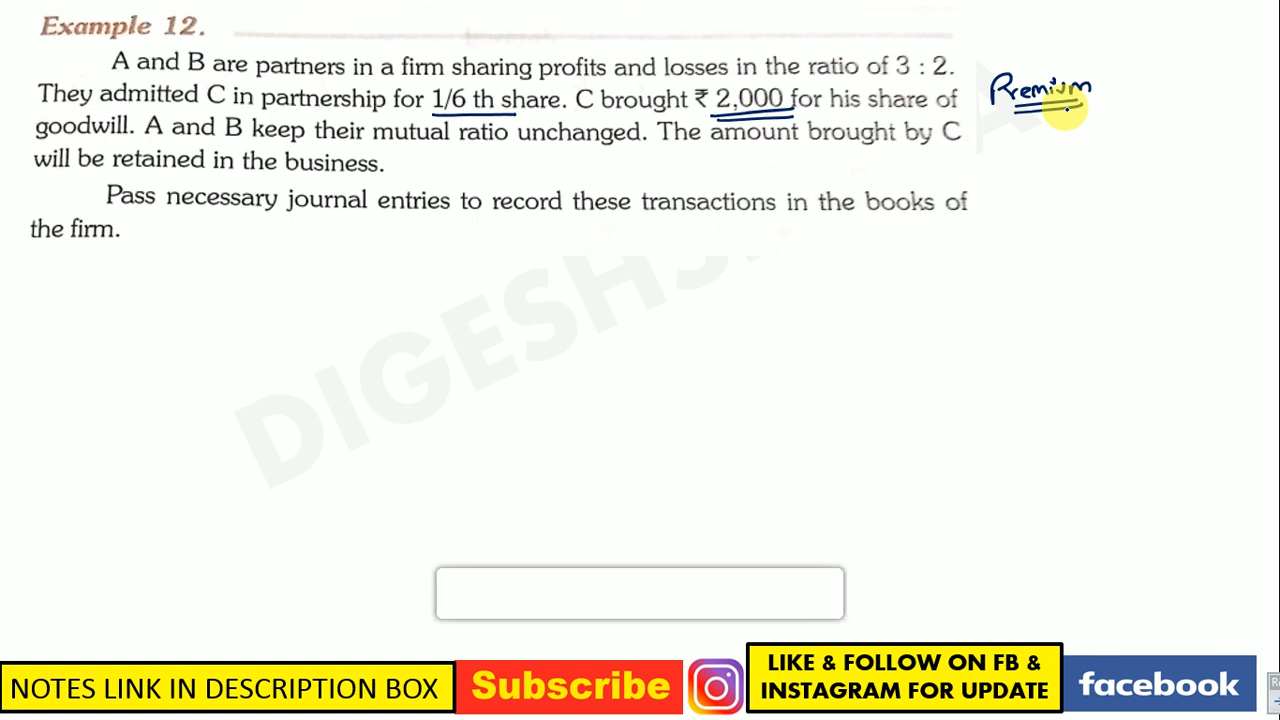 Example 12.
A and B are partners in a firm sharing profits and losses in the ratio of 3 : 2.
They admitted C in partnership for 1/6 th share. C brought ₹ 2,000 for his share of
Premium
goodwill. A and B keep their mutual ratio unchanged. The amount brought by C
will be retained in the business.
Pass necessary journal entries to record these transactions in the books of
the firm.
NOTES LINK IN DESCRIPTION BOX
Subscribe
LIKE & FOLLOW ON FB &
INSTAGRAM FOR UPDATE
facebook